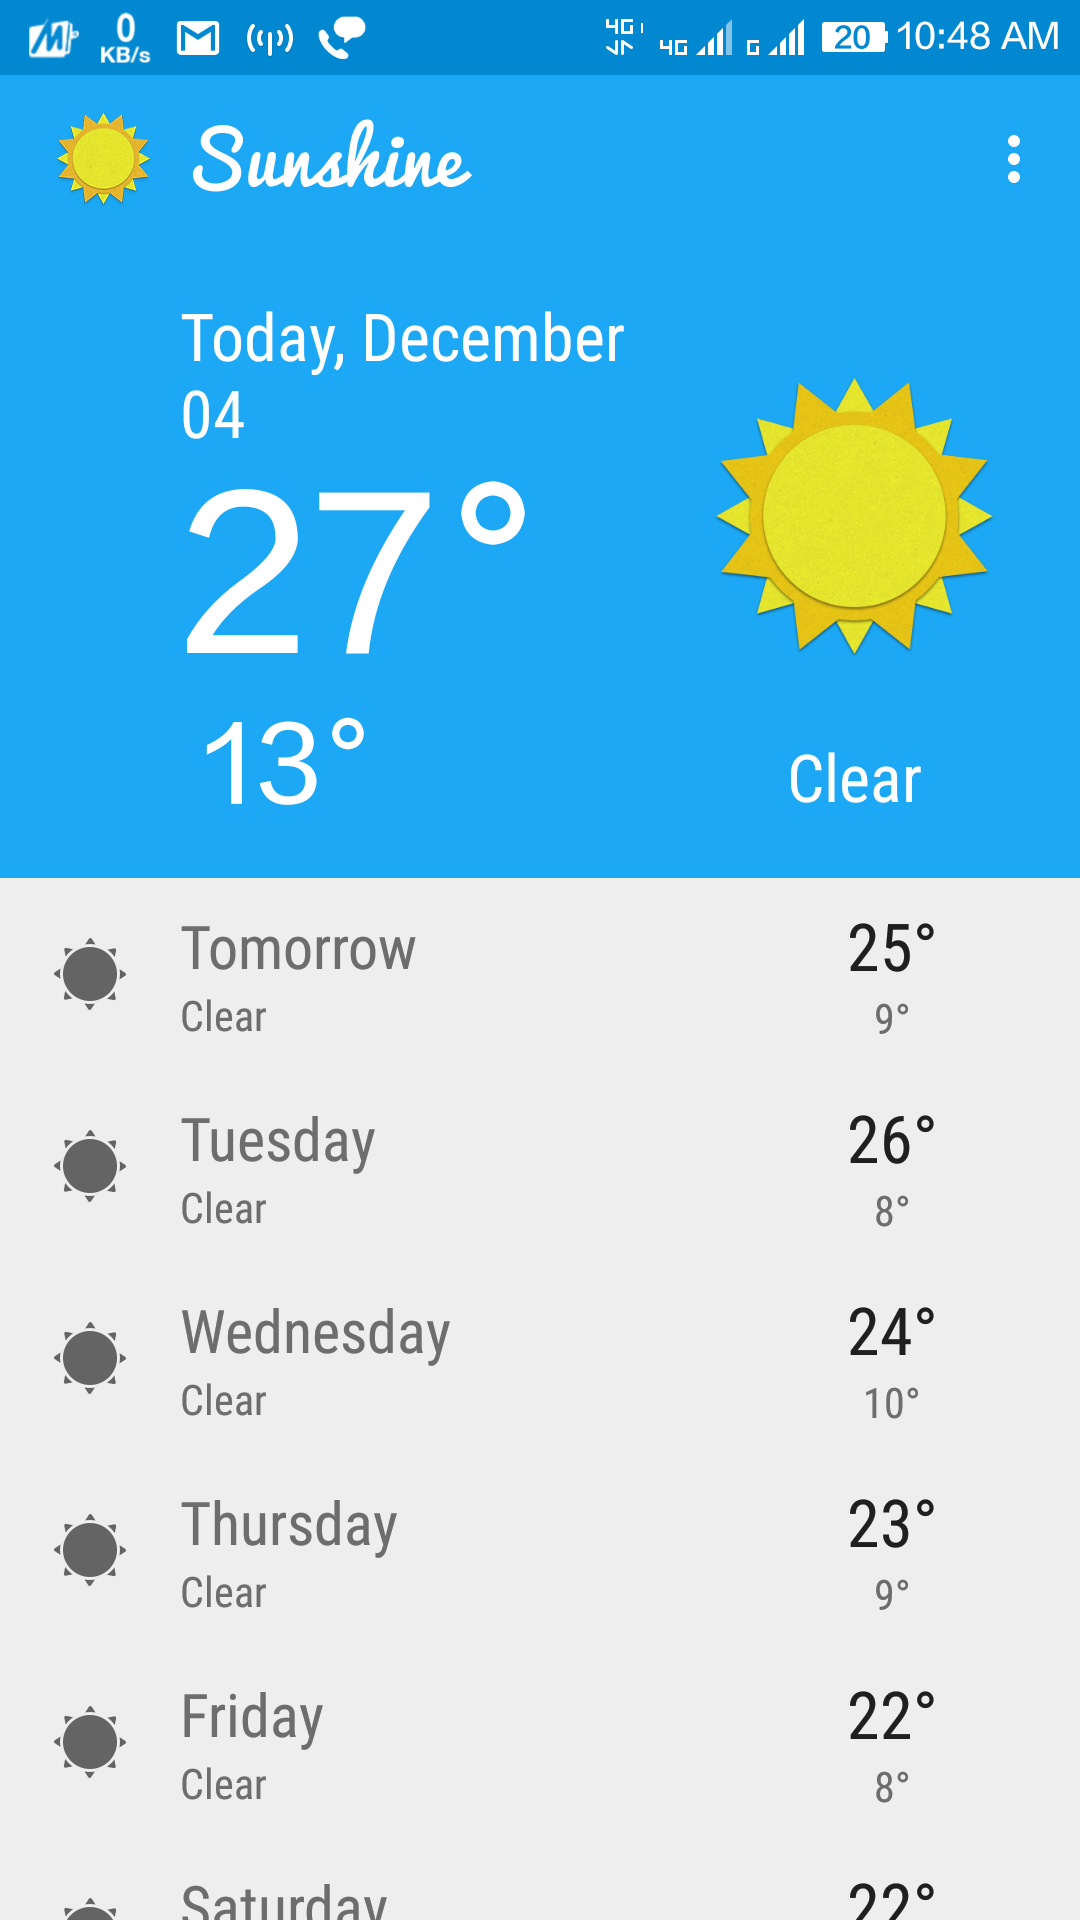 0
KB/s
4G
4G
G
20
10:48 AM
Sunshine
Today, December
04
27°
13°
Clear
Tomorrow
25°
Clear
9°
Tuesday
26°
Clear
8°
Wednesday
24°
Clear
10°
Thursday
23°
Clear
9°
Friday
22°
Clear
8°
Saturday
22°